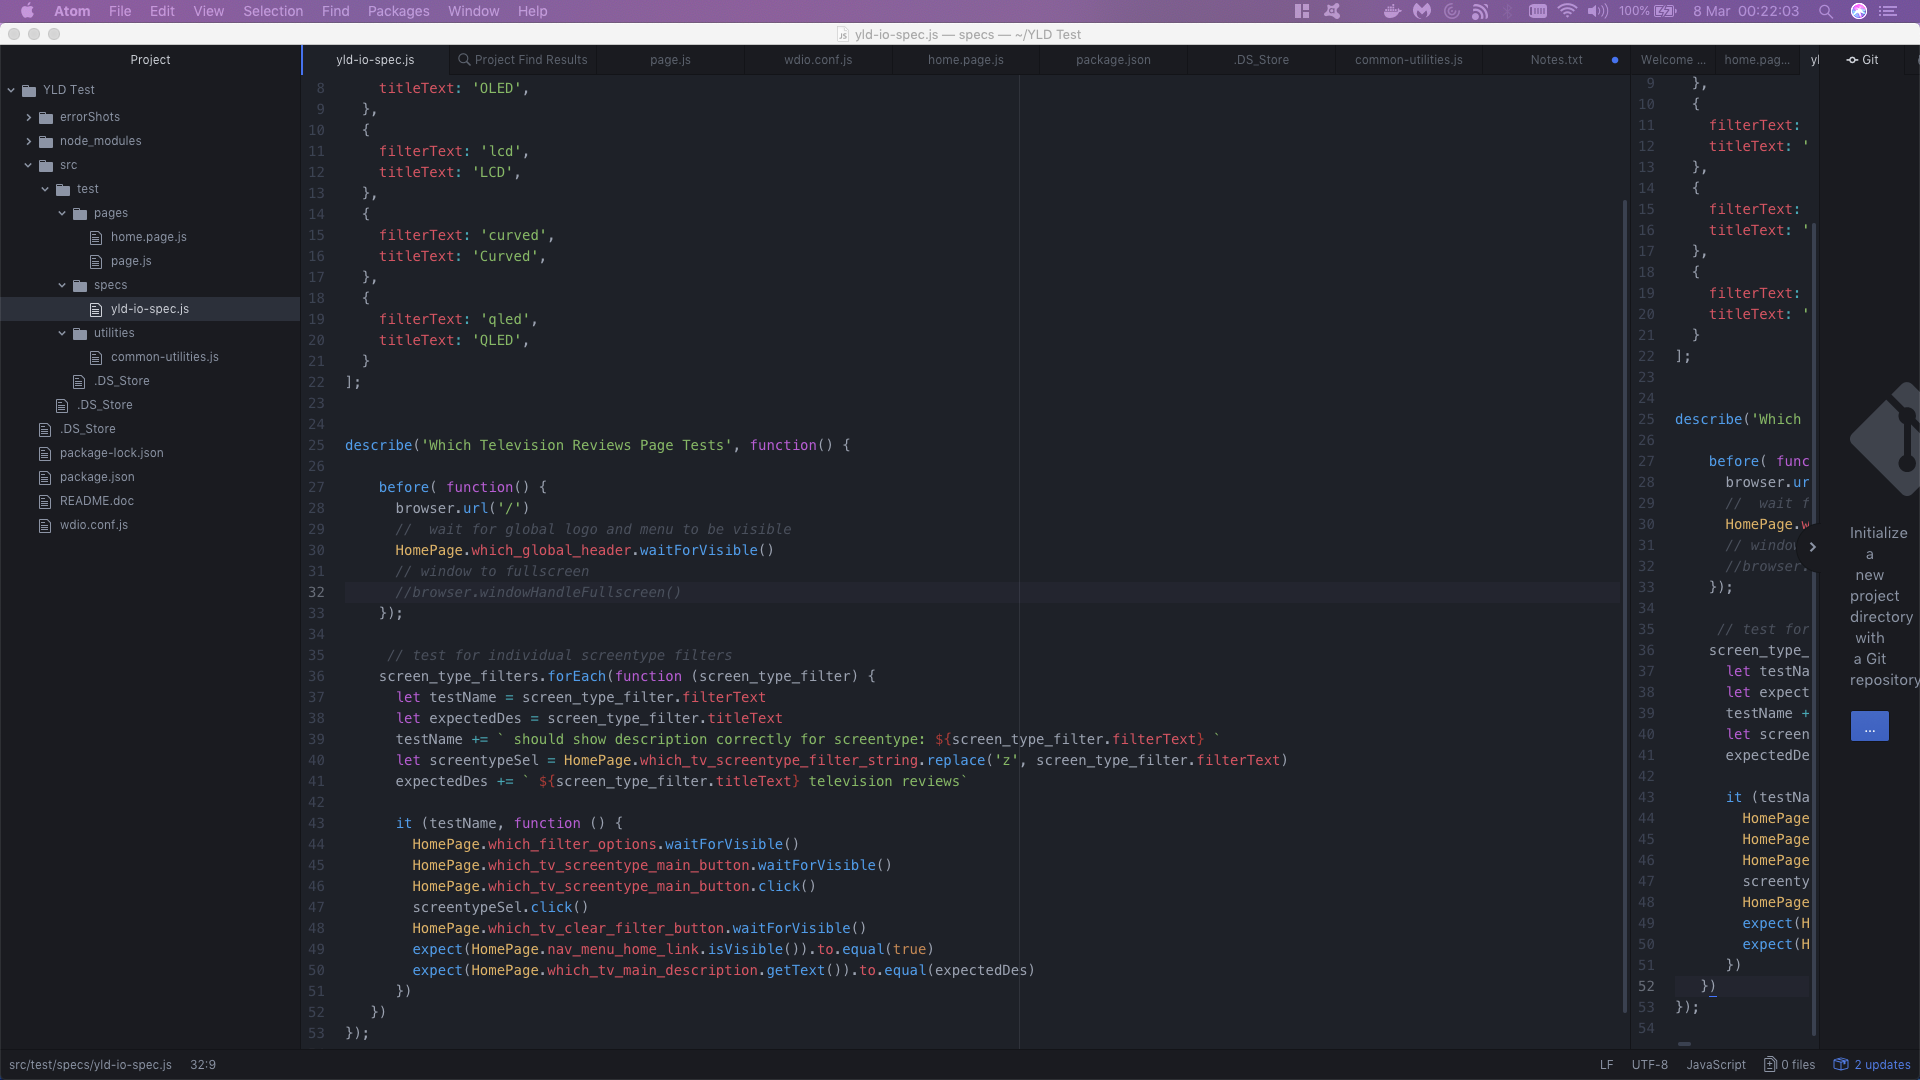 Atom File Edit View Selection Find Packages Window Help 100% 8 Mar 00:22:03
yld-io-spec.js — specs — ~/YLD Test
Project
YLD Test
errorShots
node_modules
src
test
pages
home.page.js
page.js
specs
yld-io-spec.js
utilities
common-utilities.js
.DS_Store
.DS_Store
.DS_Store
package-lock.json
package.json
README.doc
wdio.conf.js
yld-io-spec.js Project Find Results page.js wdio.conf.js home.page.js package.json .DS_Store common-utilities.js Notes.txt
8 titleText: 'OLED',
9 },
10 {
11 filterText: 'lcd',
12 titleText: 'LCD',
13 },
14 {
15 filterText: 'curved',
16 titleText: 'Curved',
17 },
18 {
19 filterText: 'qled',
20 titleText: 'QLED',
21 }
22 ];
23
24
25 describe('Which Television Reviews Page Tests', function() {
26
27 before( function() {
28 browser.url('/')
29 //  wait for global logo and menu to be visible
30 HomePage.which_global_header.waitForVisible()
31 // window to fullscreen
32 //browser.windowHandleFullscreen()
33 });
34
35 // test for individual screentype filters
36 screen_type_filters.forEach(function (screen_type_filter) {
37 let testName = screen_type_filter.filterText
38 let expectedDes = screen_type_filter.titleText
39 testName += ` should show description correctly for screentype: ${screen_type_filter.filterText} `
40 let screentypeSel = HomePage.which_tv_screentype_filter_string.replace('z', screen_type_filter.filterText)
41 expectedDes += ` ${screen_type_filter.titleText} television reviews`
42
43 it (testName, function () {
44 HomePage.which_filter_options.waitForVisible()
45 HomePage.which_tv_screentype_main_button.waitForVisible()
46 HomePage.which_tv_screentype_main_button.click()
47 screentypeSel.click()
48 HomePage.which_tv_clear_filter_button.waitForVisible()
49 expect(HomePage.nav_menu_home_link.isVisible()).to.equal(true)
50 expect(HomePage.which_tv_main_description.getText()).to.equal(expectedDes)
51 })
52 })
53 });
Welcome ... home.pag... yl
9 },
10 {
11 filterText:
12 titleText: '
13 },
14 {
15 filterText:
16 titleText: '
17 },
18 {
19 filterText:
20 titleText: '
21 }
22 ];
23
24
25 describe('Which
26
27 before( func
28 browser.ur
29 //  wait f
30 HomePage.w
31 // window
32 //browser.
33 });
34
35 // test for
36 screen_type_
37 let testNa
38 let expect
39 testName +
40 let screen
41 expectedDe
42
43 it (testNa
44 HomePage
45 HomePage
46 HomePage
47 screenty
48 HomePage
49 expect(H
50 expect(H
51 })
52 })
53 });
54
Git
Initialize
a
new
project
directory
with
a Git
repository
...
src/test/specs/yld-io-spec.js 32:9 LF UTF-8 JavaScript 0 files 2 updates